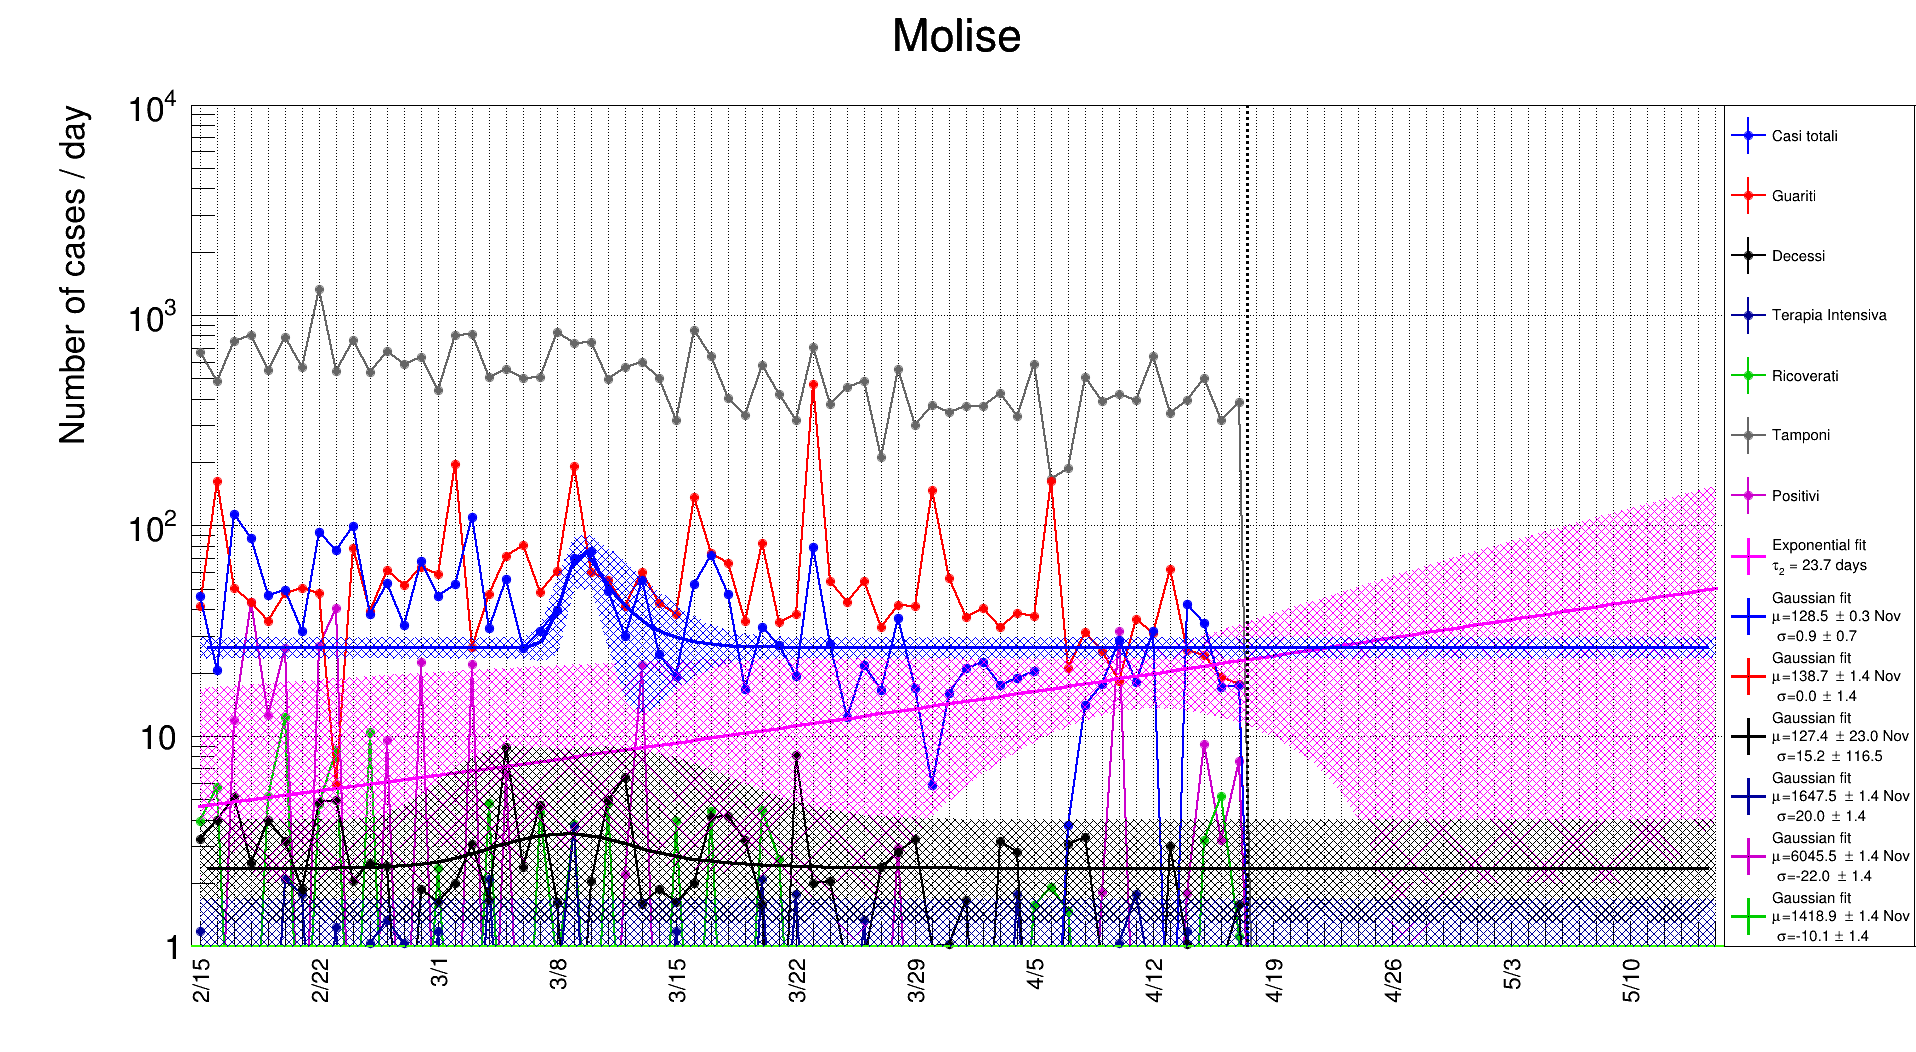 Molise
Number of cases / day
10^4
10^3
10^2
10
1
2/15
2/22
3/1
3/8
3/15
3/22
3/29
4/5
4/12
4/19
4/26
5/3
5/10
Casi totali
Guariti
Decessi
Terapia Intensiva
Ricoverati
Tamponi
Positivi
Exponential fit
τ₂ = 23.7 days
Gaussian fit
μ=128.5 ± 0.3 Nov
σ=0.9 ± 0.7
Gaussian fit
μ=138.7 ± 1.4 Nov
σ=0.0 ± 1.4
Gaussian fit
μ=127.4 ± 23.0 Nov
σ=15.2 ± 116.5
Gaussian fit
μ=1647.5 ± 1.4 Nov
σ=20.0 ± 1.4
Gaussian fit
μ=6045.5 ± 1.4 Nov
σ=-22.0 ± 1.4
Gaussian fit
μ=1418.9 ± 1.4 Nov
σ=-10.1 ± 1.4